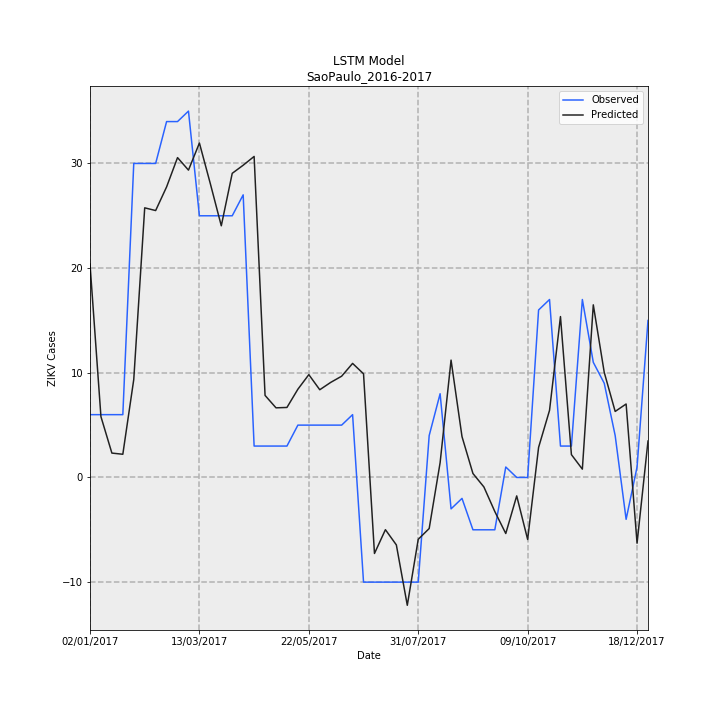 LSTM Model
SaoPaulo_2016-2017
Observed
Predicted
ZIKV Cases
30
20
10
0
−10
02/01/2017
13/03/2017
22/05/2017
31/07/2017
09/10/2017
18/12/2017
Date